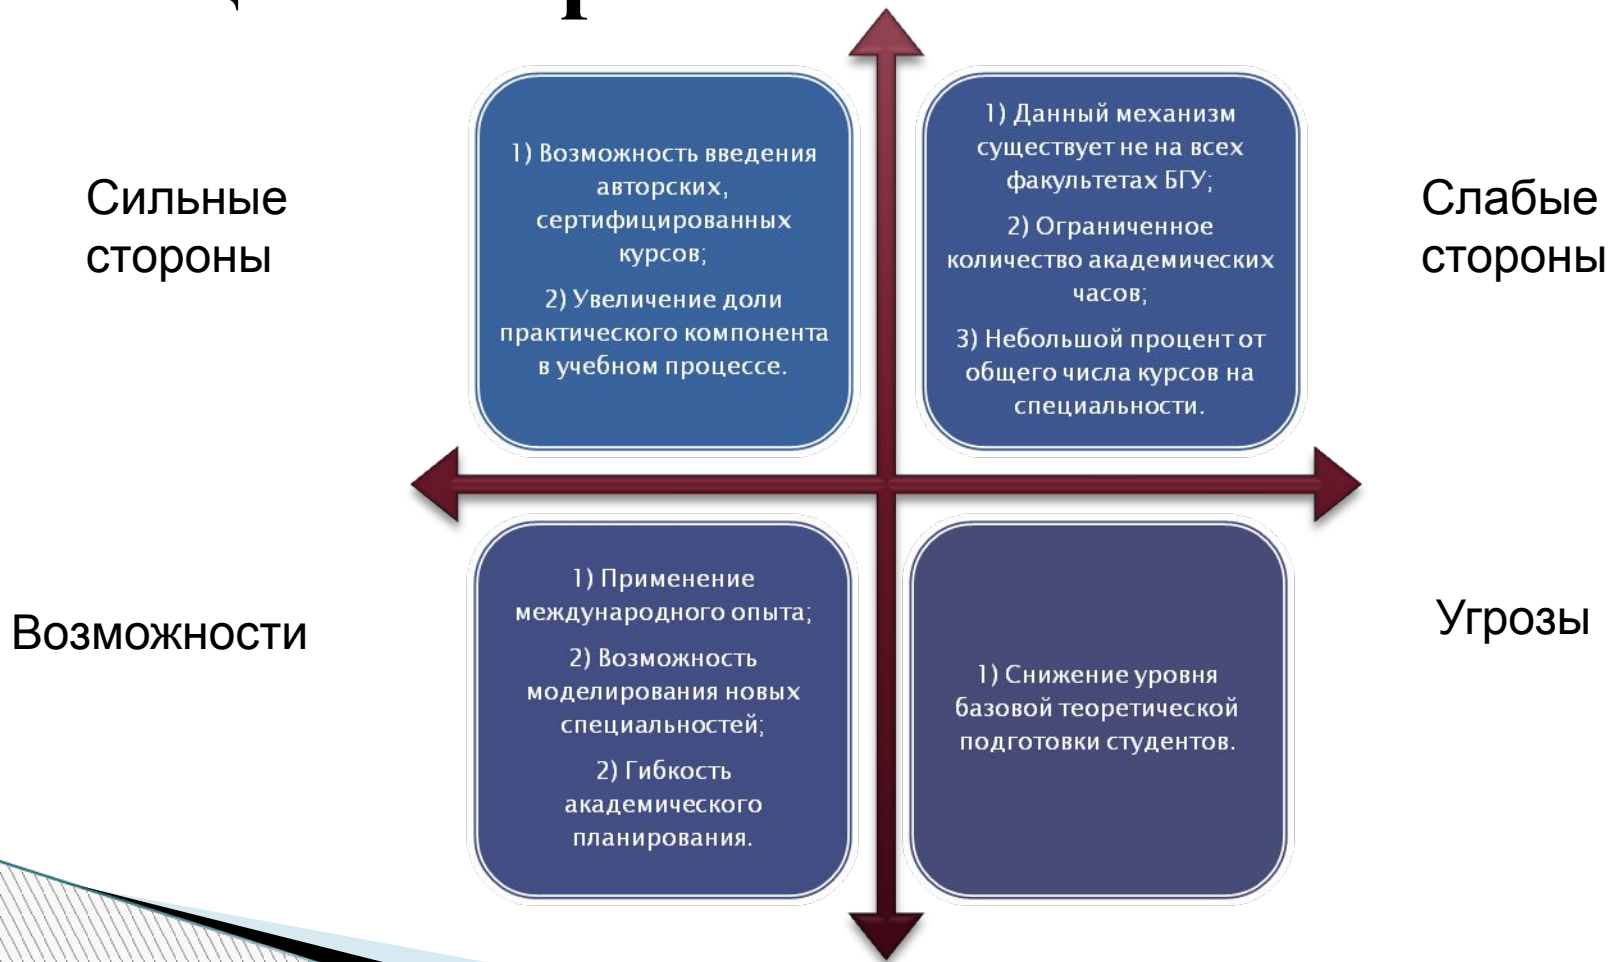 Сильные
стороны
1) Возможность введения
авторских,
сертифицированных
курсов;
2) Увеличение доли
практического компонента
в учебном процессе.
1) Данный механизм
существует не на всех
факультетах БГУ;
2) Ограниченное
количество академических
часов;
3) Небольшой процент от
общего числа курсов на
специальности.
Слабые
стороны
Возможности
1) Применение
международного опыта;
2) Возможность
моделирования новых
специальностей;
2) Гибкость
академического
планирования.
1) Снижение уровня
базовой теоретической
подготовки студентов.
Угрозы